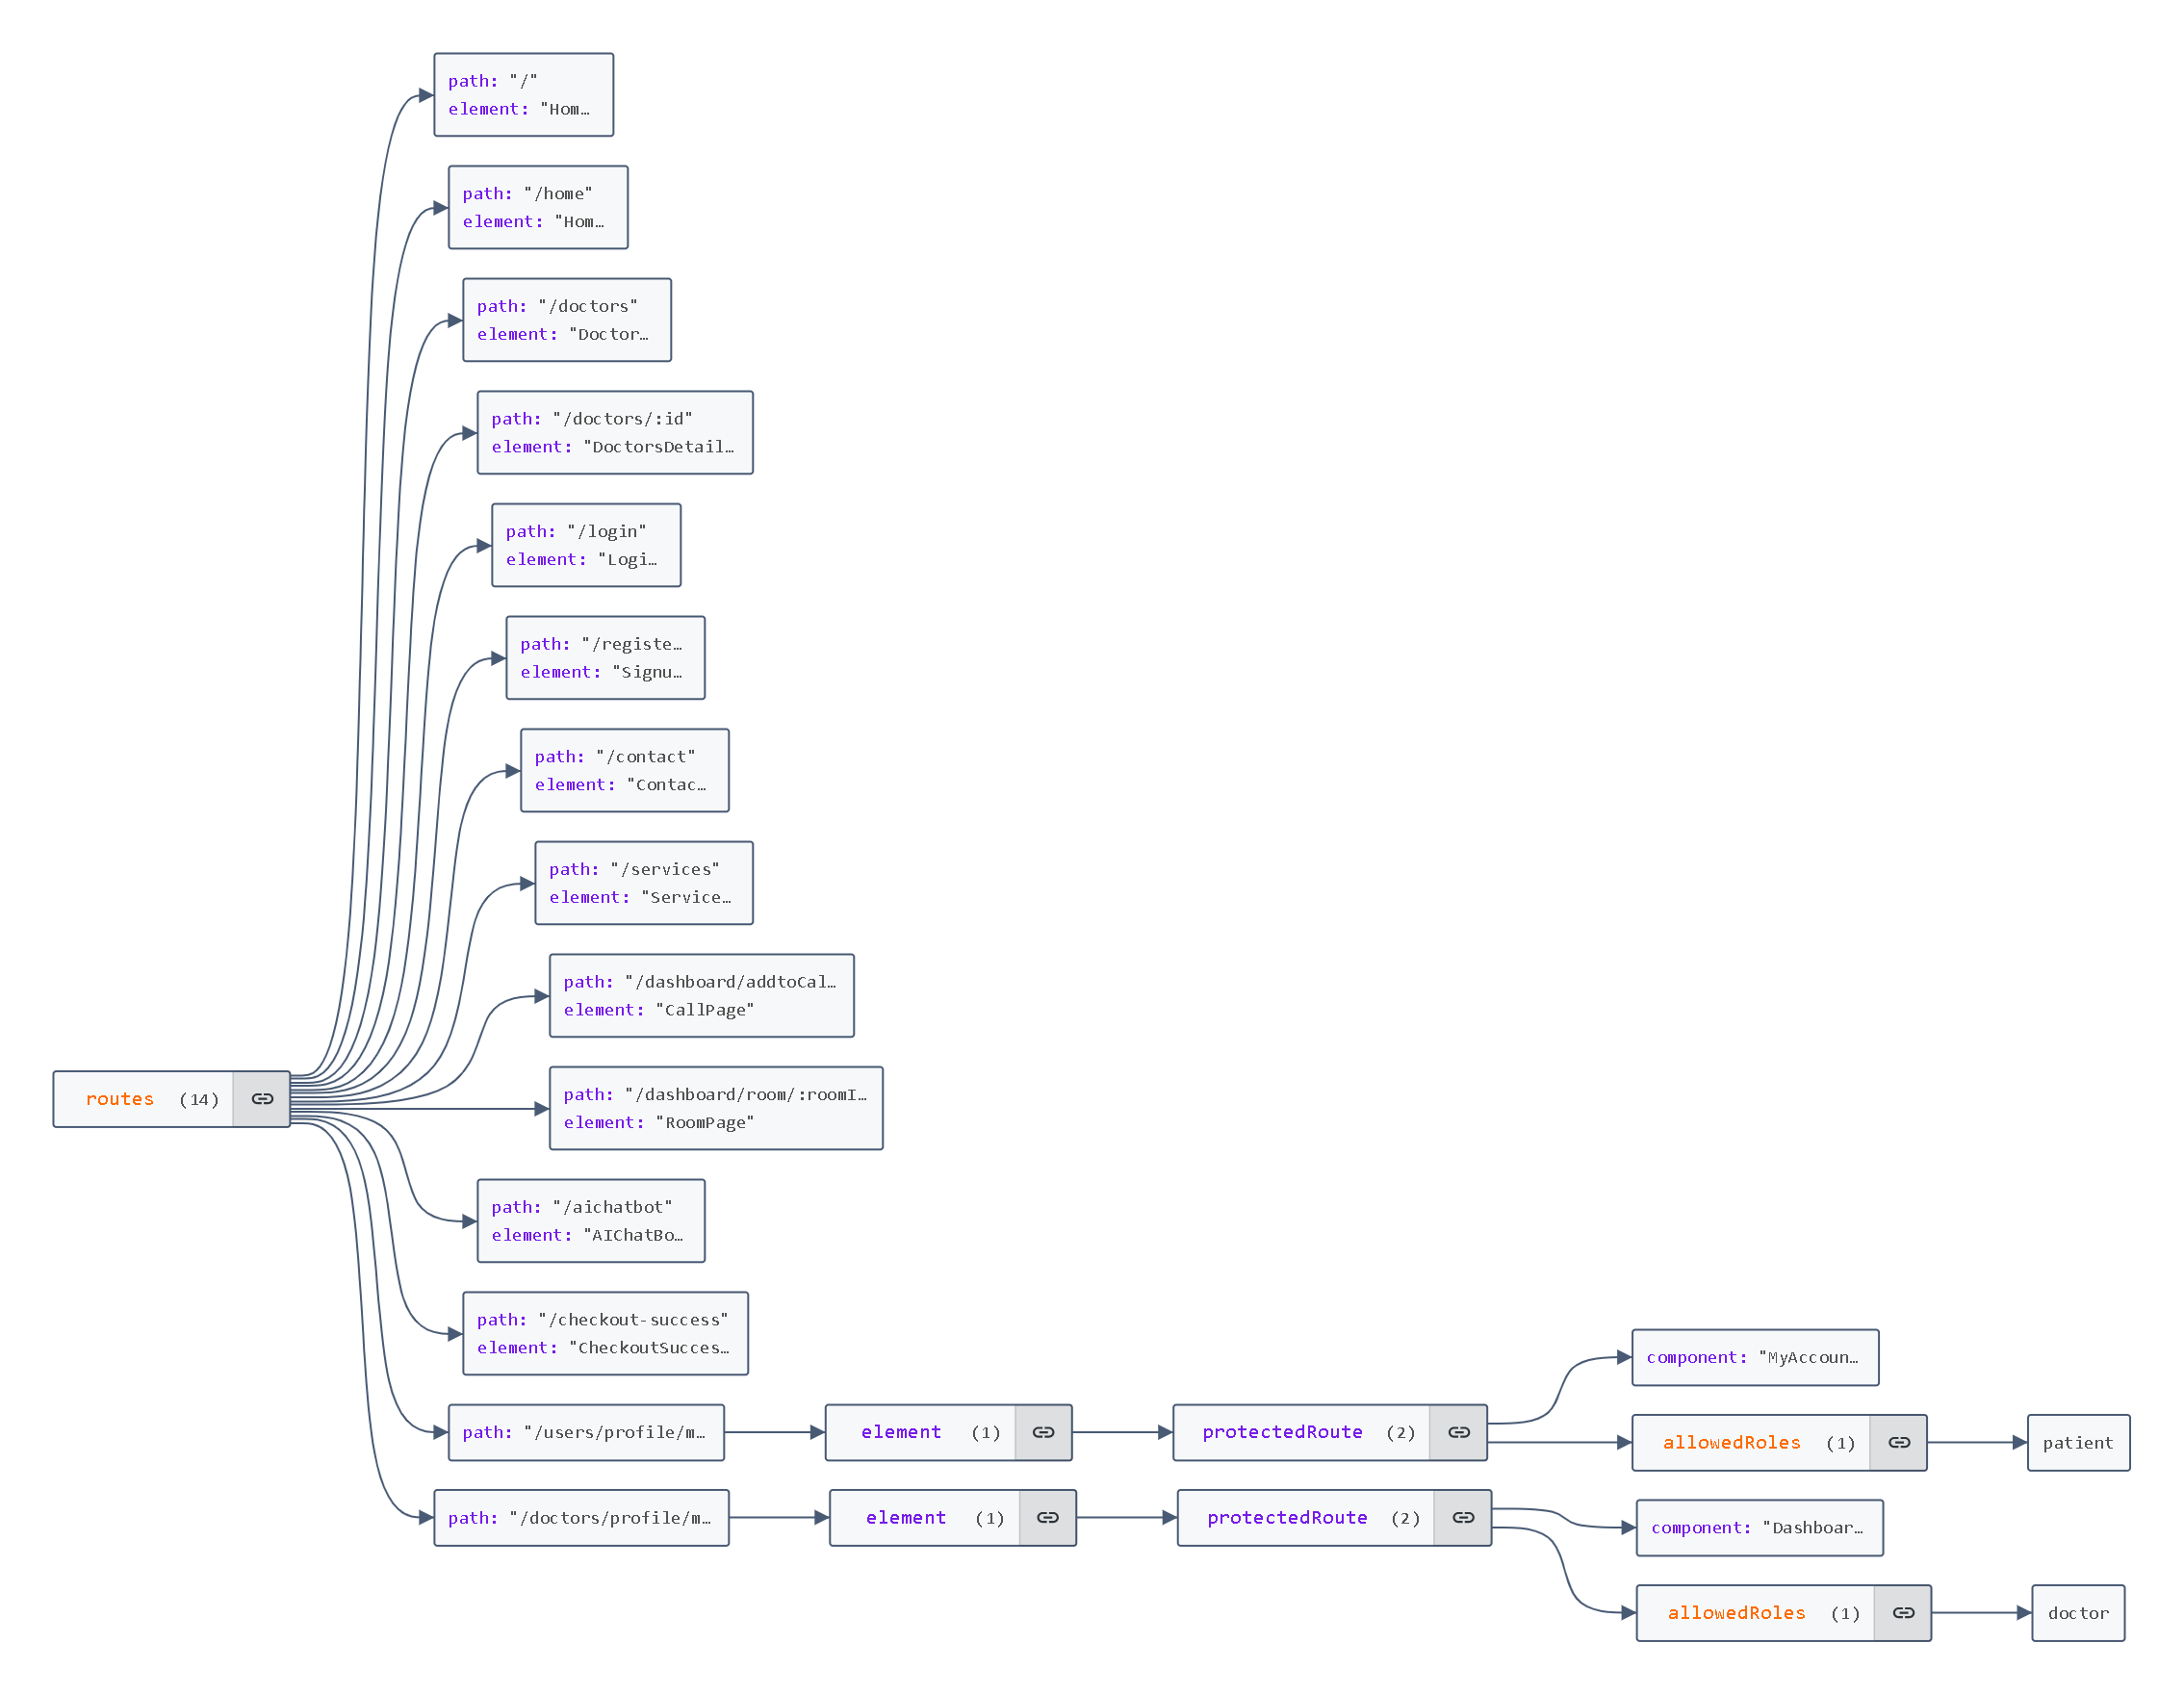 path: "/"
element: "Hom…
path: "/home"
element: "Hom…
path: "/doctors"
element: "Doctor…
path: "/doctors/:id"
element: "DoctorsDetail…
path: "/login"
element: "Logi…
path: "/registe…
element: "Signu…
path: "/contact"
element: "Contac…
path: "/services"
element: "Service…
path: "/dashboard/addtoCal…
element: "CallPage"
routes (14)
path: "/dashboard/room/:roomI…
element: "RoomPage"
path: "/aichatbot"
element: "AIChatBo…
path: "/checkout-success"
element: "CheckoutSucces…
path: "/users/profile/m…
element (1)
protectedRoute (2)
component: "MyAccoun…
allowedRoles (1)
patient
path: "/doctors/profile/m…
element (1)
protectedRoute (2)
component: "Dashboar…
allowedRoles (1)
doctor